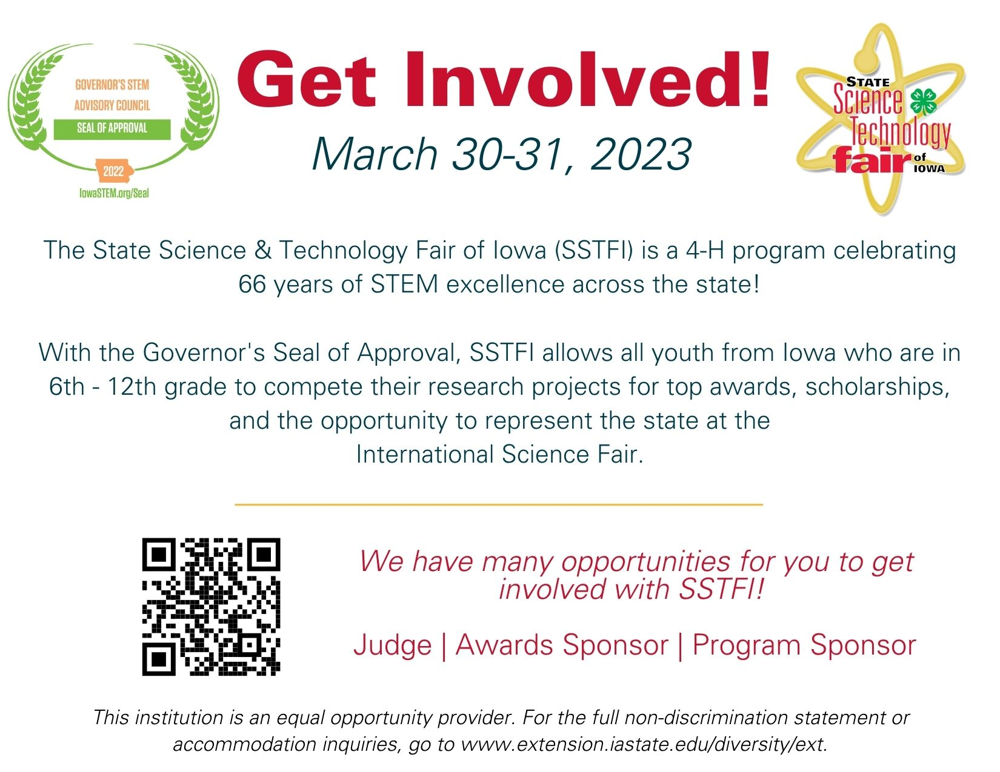 GOVERNOR'S STEM
ADVISORY COUNCIL
SEAL OF APPROVAL
2022
IowaSTEM.org/Seal
Get Involved!
March 30-31, 2023
STATE
Science
H H
H H
Technology
fair of
IOWA
The State Science & Technology Fair of Iowa (SSTFI) is a 4-H program celebrating
66 years of STEM excellence across the state!
With the Governor's Seal of Approval, SSTFI allows all youth from Iowa who are in
6th - 12th grade to compete their research projects for top awards, scholarships,
and the opportunity to represent the state at the
International Science Fair.
We have many opportunities for you to get
involved with SSTFI!
Judge | Awards Sponsor | Program Sponsor
This institution is an equal opportunity provider. For the full non-discrimination statement or
accommodation inquiries, go to www.extension.iastate.edu/diversity/ext.